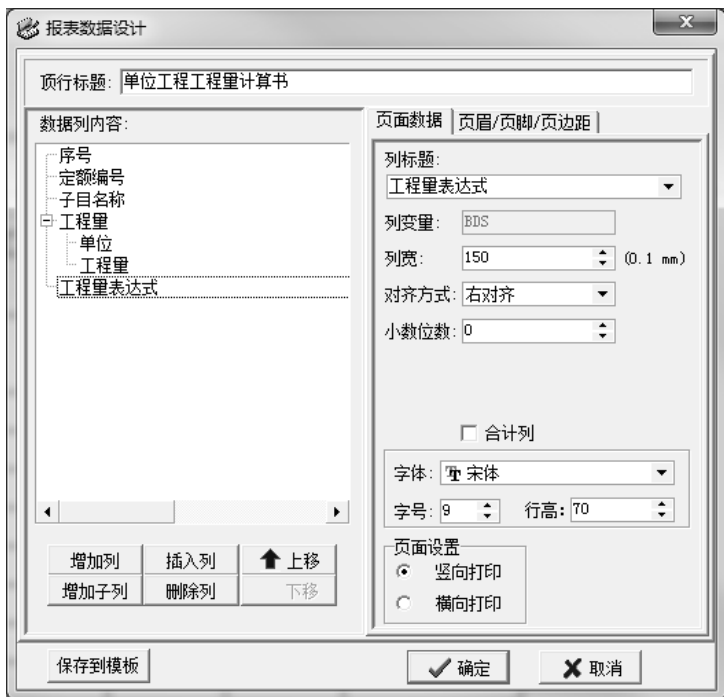 报表数据设计
顶行标题: 单位工程工程量计算书
数据列内容:
序号
定额编号
子目名称
工程量
单位
工程量
工程量表达式
增加列 插入列 上移
增加子列 删除列 下移
页面数据 页眉/页脚/页边距
列标题:
工程量表达式
列变量: BDS
列宽: 150 (0.1 mm)
对齐方式: 右对齐
小数位数: 0
合计列
字体: 宋体
字号: 9 行高: 70
页面设置
竖向打印
横向打印
保存到模板 确定 取消